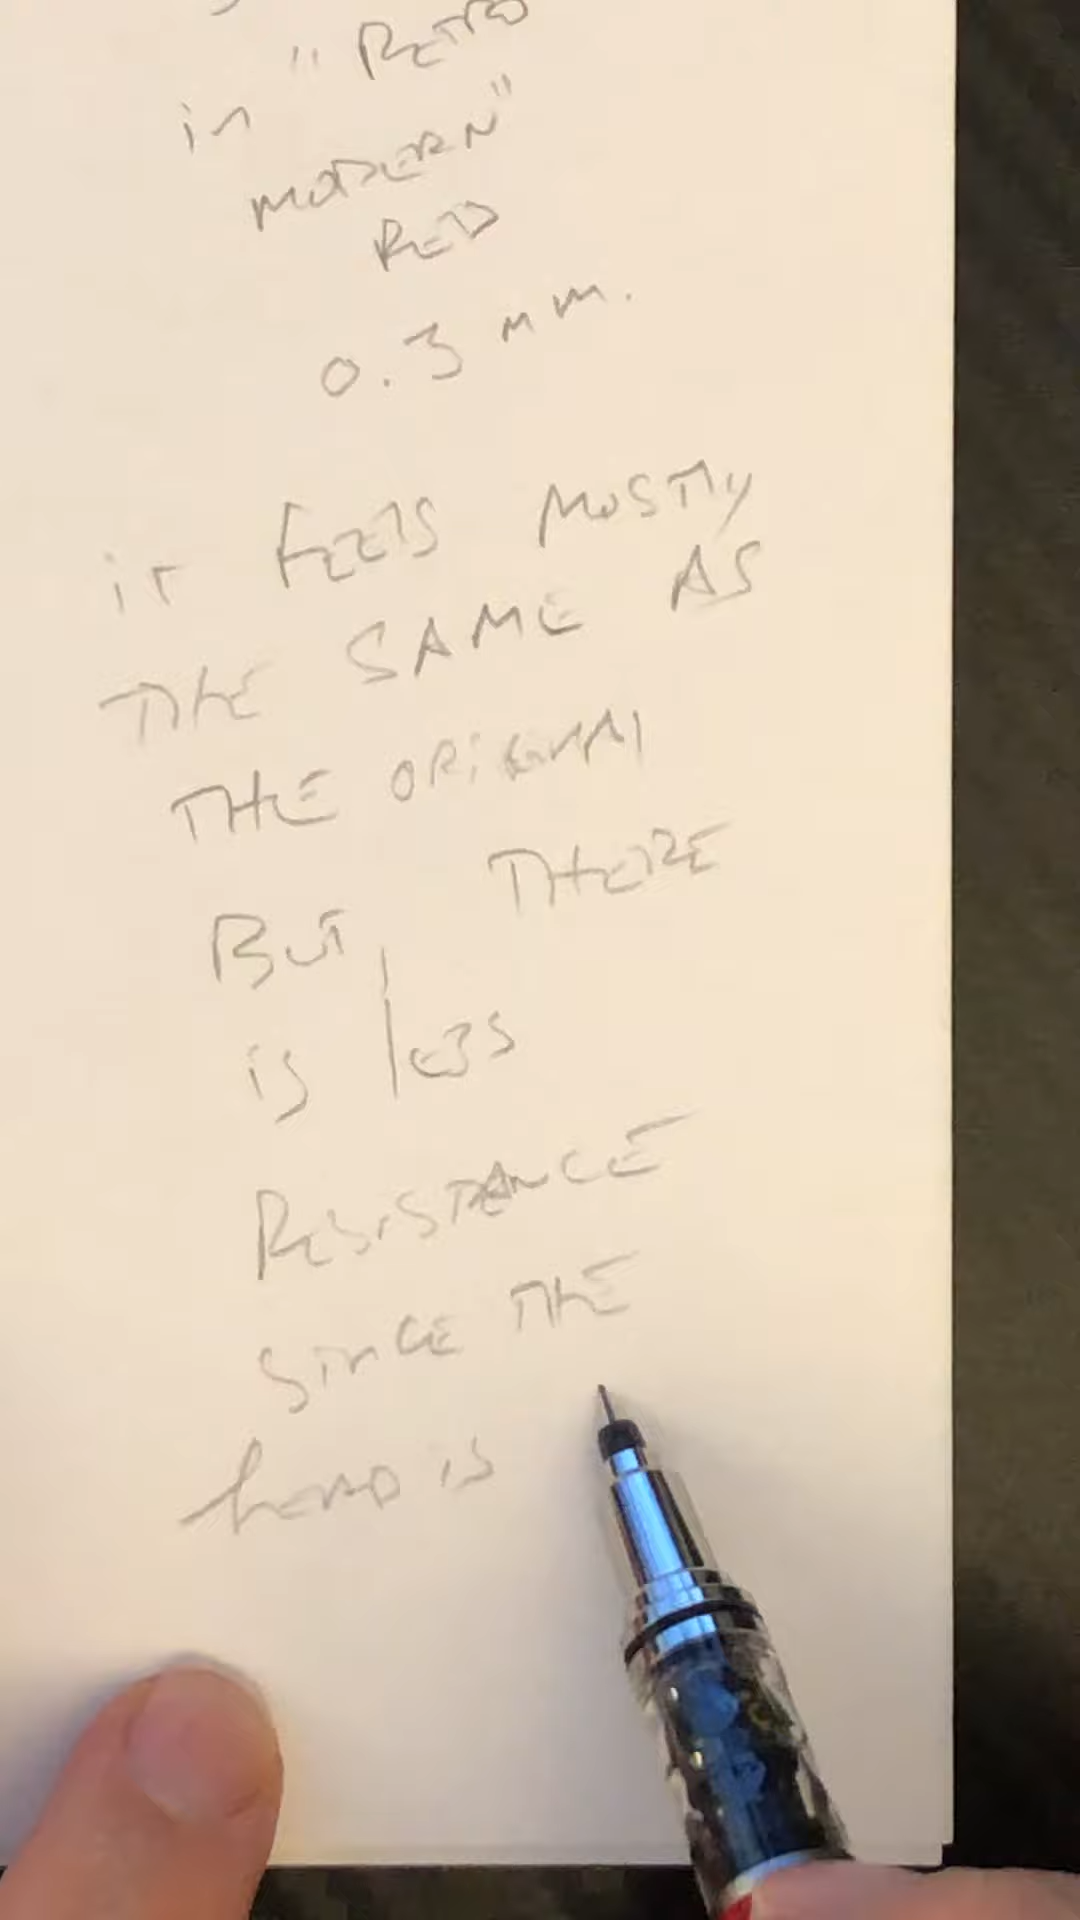 in "RETRO
MODERN"
RED
0.3 mm.
it FEELS MOSTLY
THE SAME AS
THE ORIGINAL
BUT, THERE
is less
RESISTANCE
SINCE THE
LEAD is